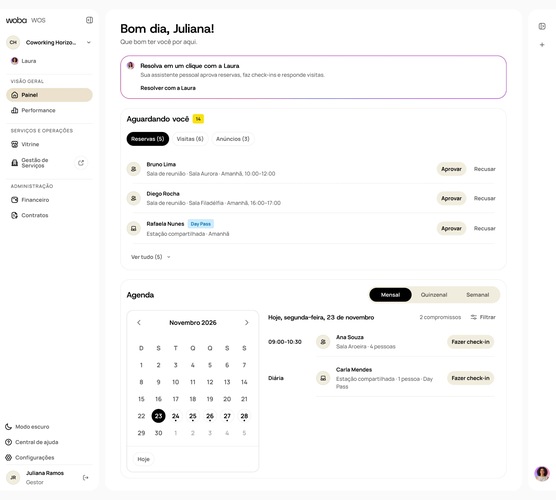 woba WOS
CH Coworking Horizo...
Laura
VISÃO GERAL
Painel
Performance
SERVIÇOS E OPERAÇÕES
Vitrine
Gestão de
Serviços
ADMINISTRAÇÃO
Financeiro
Contratos
Modo escuro
Central de ajuda
Configurações
JR Juliana Ramos
Gestor
Bom dia, Juliana!
Que bom ter você por aqui.
Resolva em um clique com a Laura
Sua assistente pessoal aprova reservas, faz check-ins e responde visitas.
Resolver com a Laura
Aguardando você 14
Reservas (5) Visitas (6) Anúncios (3)
Bruno Lima
Sala de reunião · Sala Aurora · Amanhã, 10:00–12:00
Aprovar Recusar
Diego Rocha
Sala de reunião · Sala Filadélfia · Amanhã, 16:00–17:00
Aprovar Recusar
Rafaela Nunes Day Pass
Estação compartilhada · Amanhã
Aprovar Recusar
Ver tudo (5)
Agenda
Mensal Quinzenal Semanal
Novembro 2026
D S T Q Q S S
1 2 3 4 5 6 7
8 9 10 11 12 13 14
15 16 17 18 19 20 21
22 23 24 25 26 27 28
29 30 1 2 3 4 5
Hoje
Hoje, segunda-feira, 23 de novembro
2 compromissos Filtrar
09:00–10:30
Ana Souza
Sala Aroeira · 4 pessoas
Fazer check-in
Diária
Carla Mendes
Estação compartilhada · 1 pessoa · Day
Pass
Fazer check-in